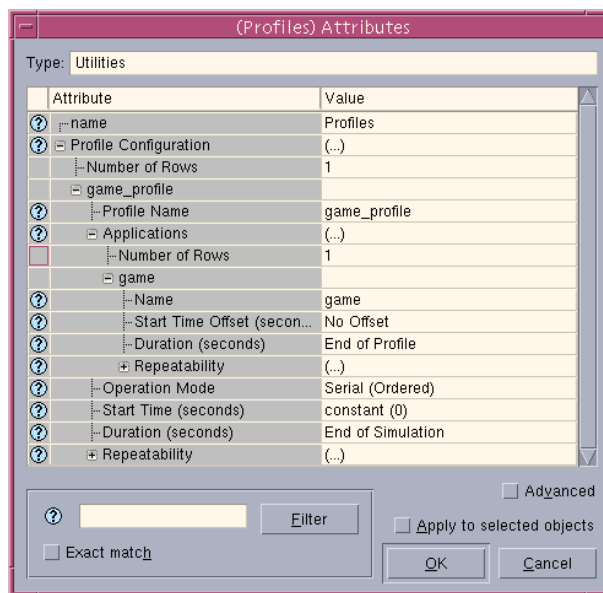 (Profiles) Attributes
Type: Utilities
Attribute Value
name Profiles
Profile Configuration (...)
Number of Rows 1
game_profile
Profile Name game_profile
Applications (...)
Number of Rows 1
game
Name game
Start Time Offset (secon... No Offset
Duration (seconds) End of Profile
Repeatability (...)
Operation Mode Serial (Ordered)
Start Time (seconds) constant (0)
Duration (seconds) End of Simulation
Repeatability (...)
Advanced
Filter
Apply to selected objects
Exact match
OK Cancel